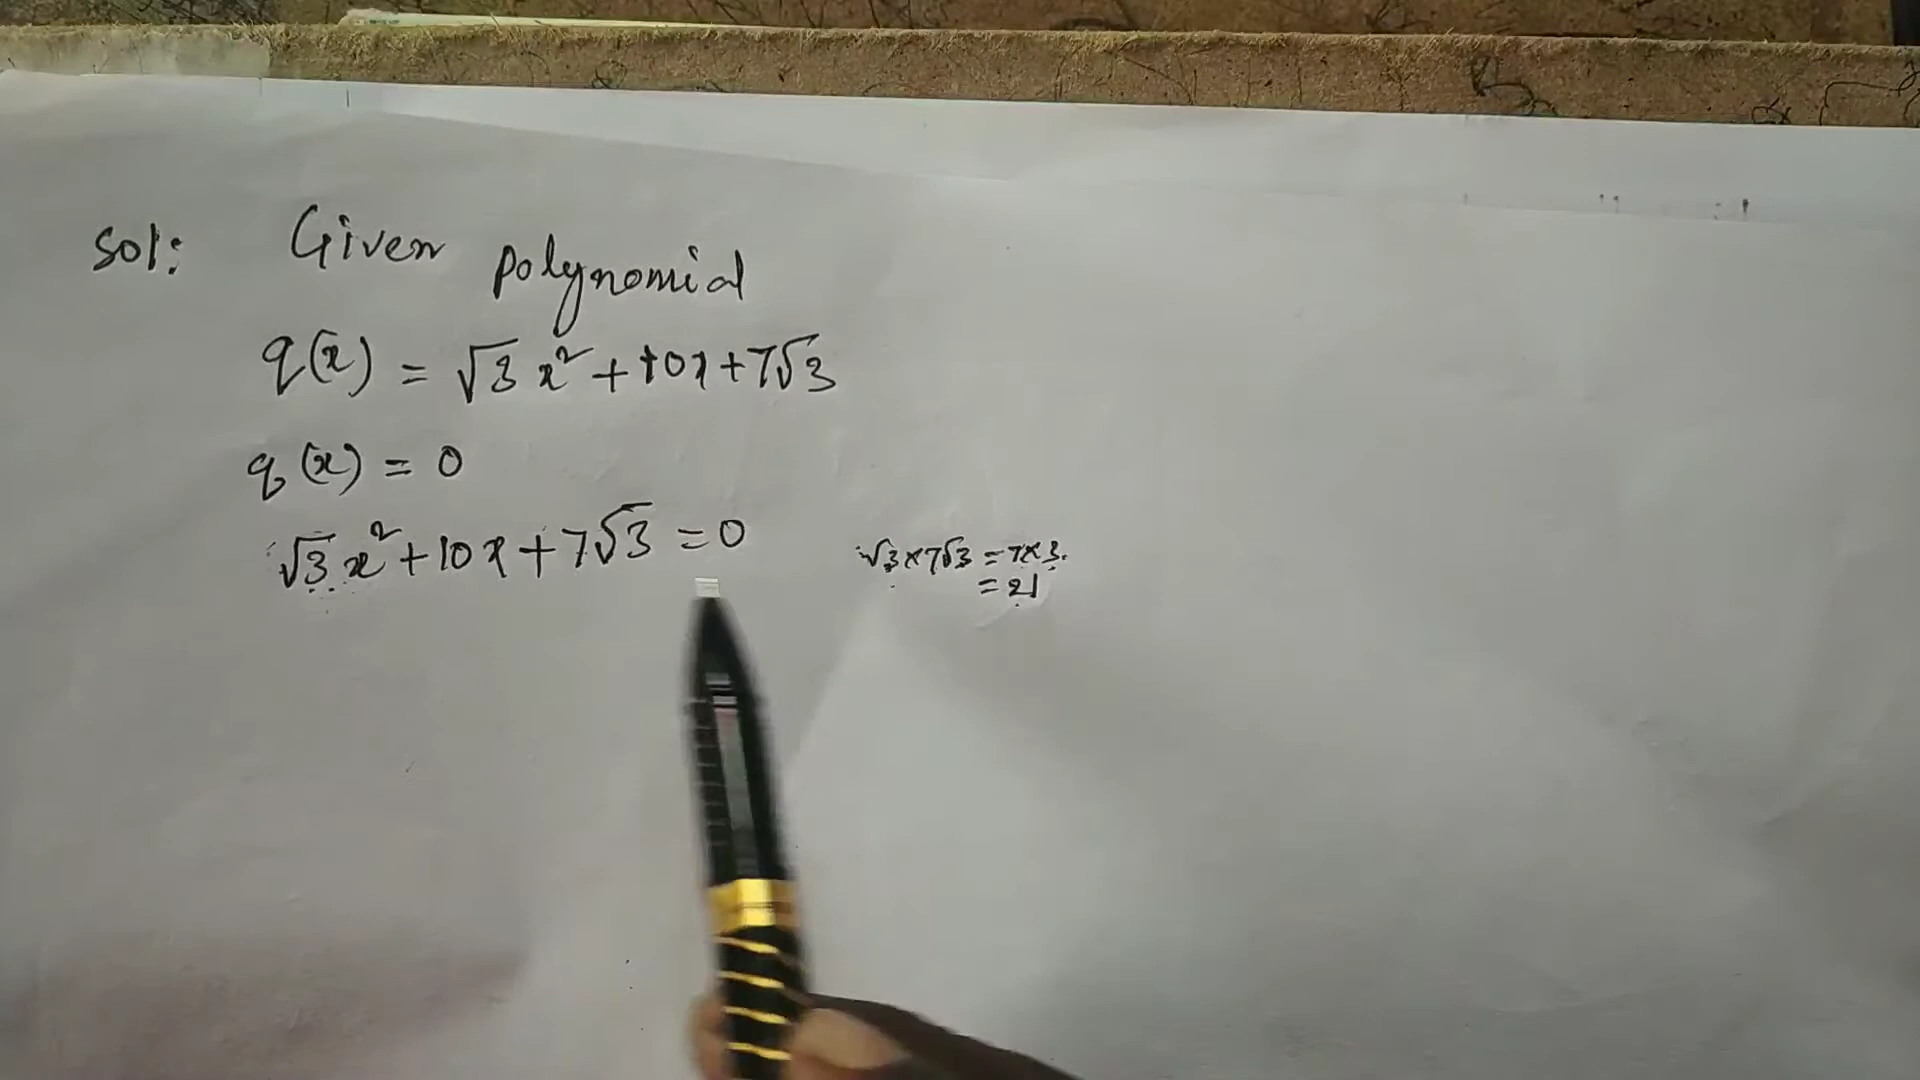 Sol: Given polynomial
q(x) = √3 x² + 10x + 7√3
q(x) = 0
√3 x² + 10x + 7√3 = 0
√3 × 7√3 = 7 × 3
= 21